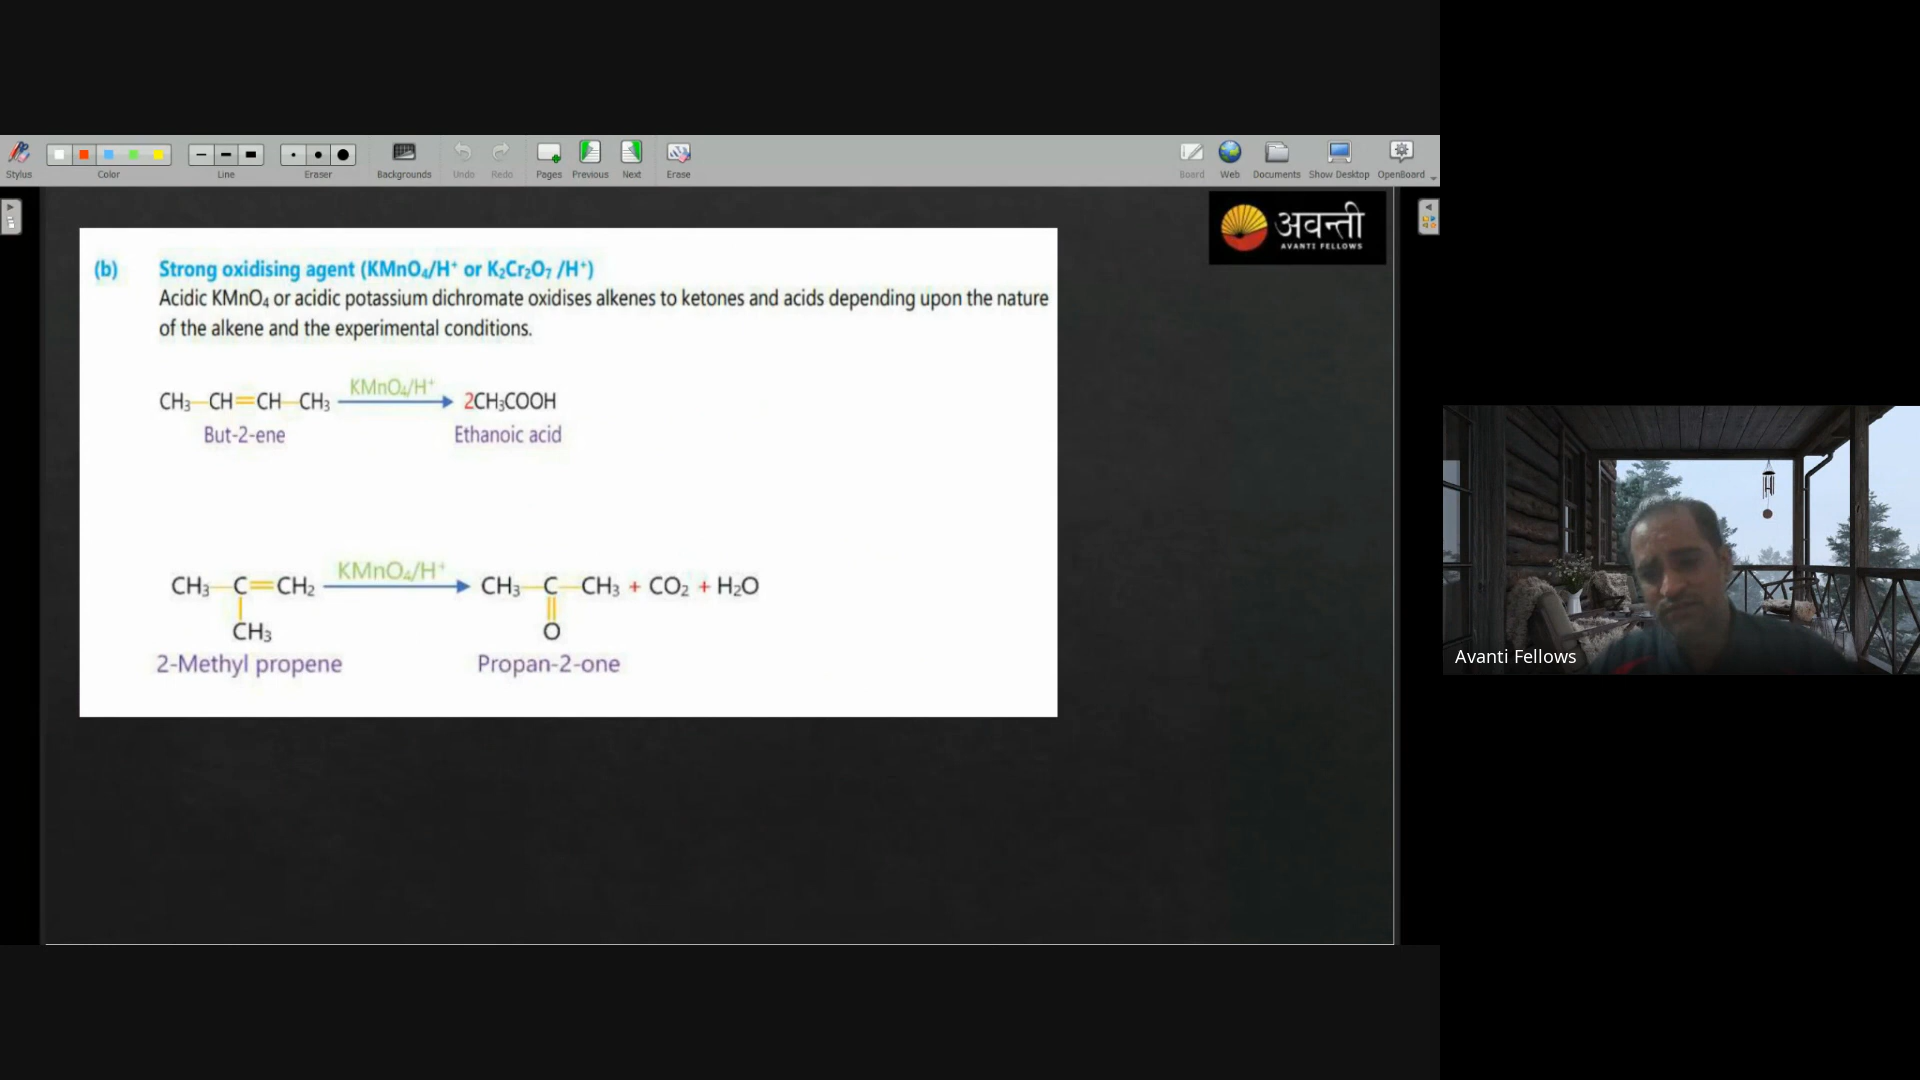 Stylus
Color
Line
Eraser
Backgrounds
Undo
Redo
Pages
Previous
Next
Erase
Board
Web
Documents
Show Desktop
OpenBoard
अवन्ती
AVANTI FELLOWS
(b) Strong oxidising agent (KMnO₄/H⁺ or K₂Cr₂O₇ /H⁺)
Acidic KMnO₄ or acidic potassium dichromate oxidises alkenes to ketones and acids depending upon the nature
of the alkene and the experimental conditions.
KMnO₄/H⁺
CH₃—CH=CH—CH₃ → 2CH₃COOH
But-2-ene Ethanoic acid
KMnO₄/H⁺
CH₃—C=CH₂ → CH₃—C—CH₃ + CO₂ + H₂O
CH₃ O
2-Methyl propene Propan-2-one
Avanti Fellows